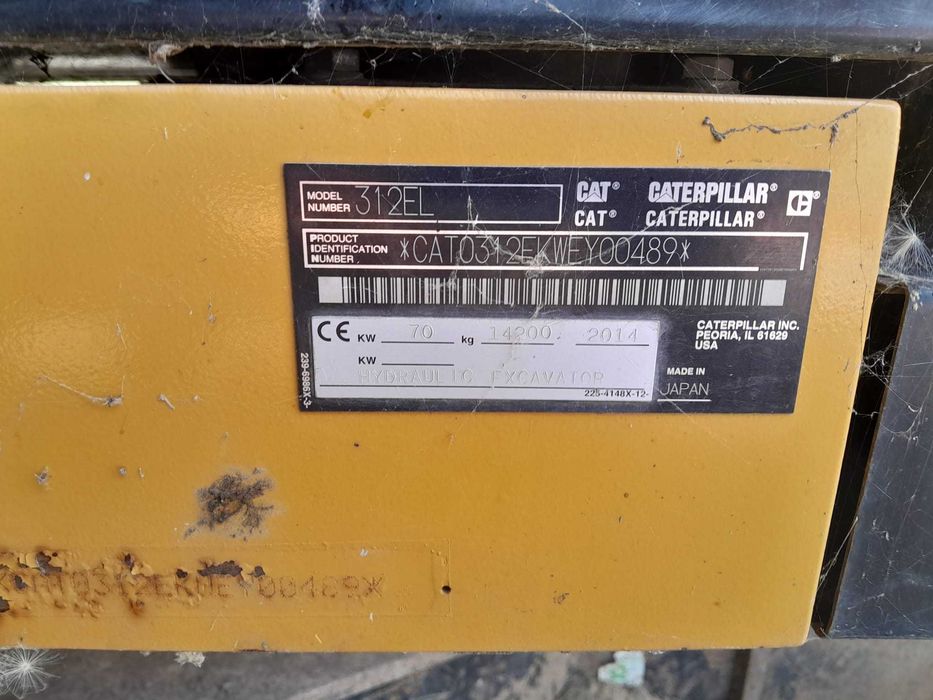 MODEL NUMBER 312EL
CAT® CATERPILLAR®
CAT® CATERPILLAR®
PRODUCT IDENTIFICATION NUMBER *CAT0312EKWEY00489*
CE KW 70 kg 14200 2014
KW
HYDRAULIC EXCAVATOR
225-4148X-12-
239-6986X-3-
CATERPILLAR INC.
PEORIA, IL 61629
USA
MADE IN
JAPAN
CAT0312EKWEY00489*